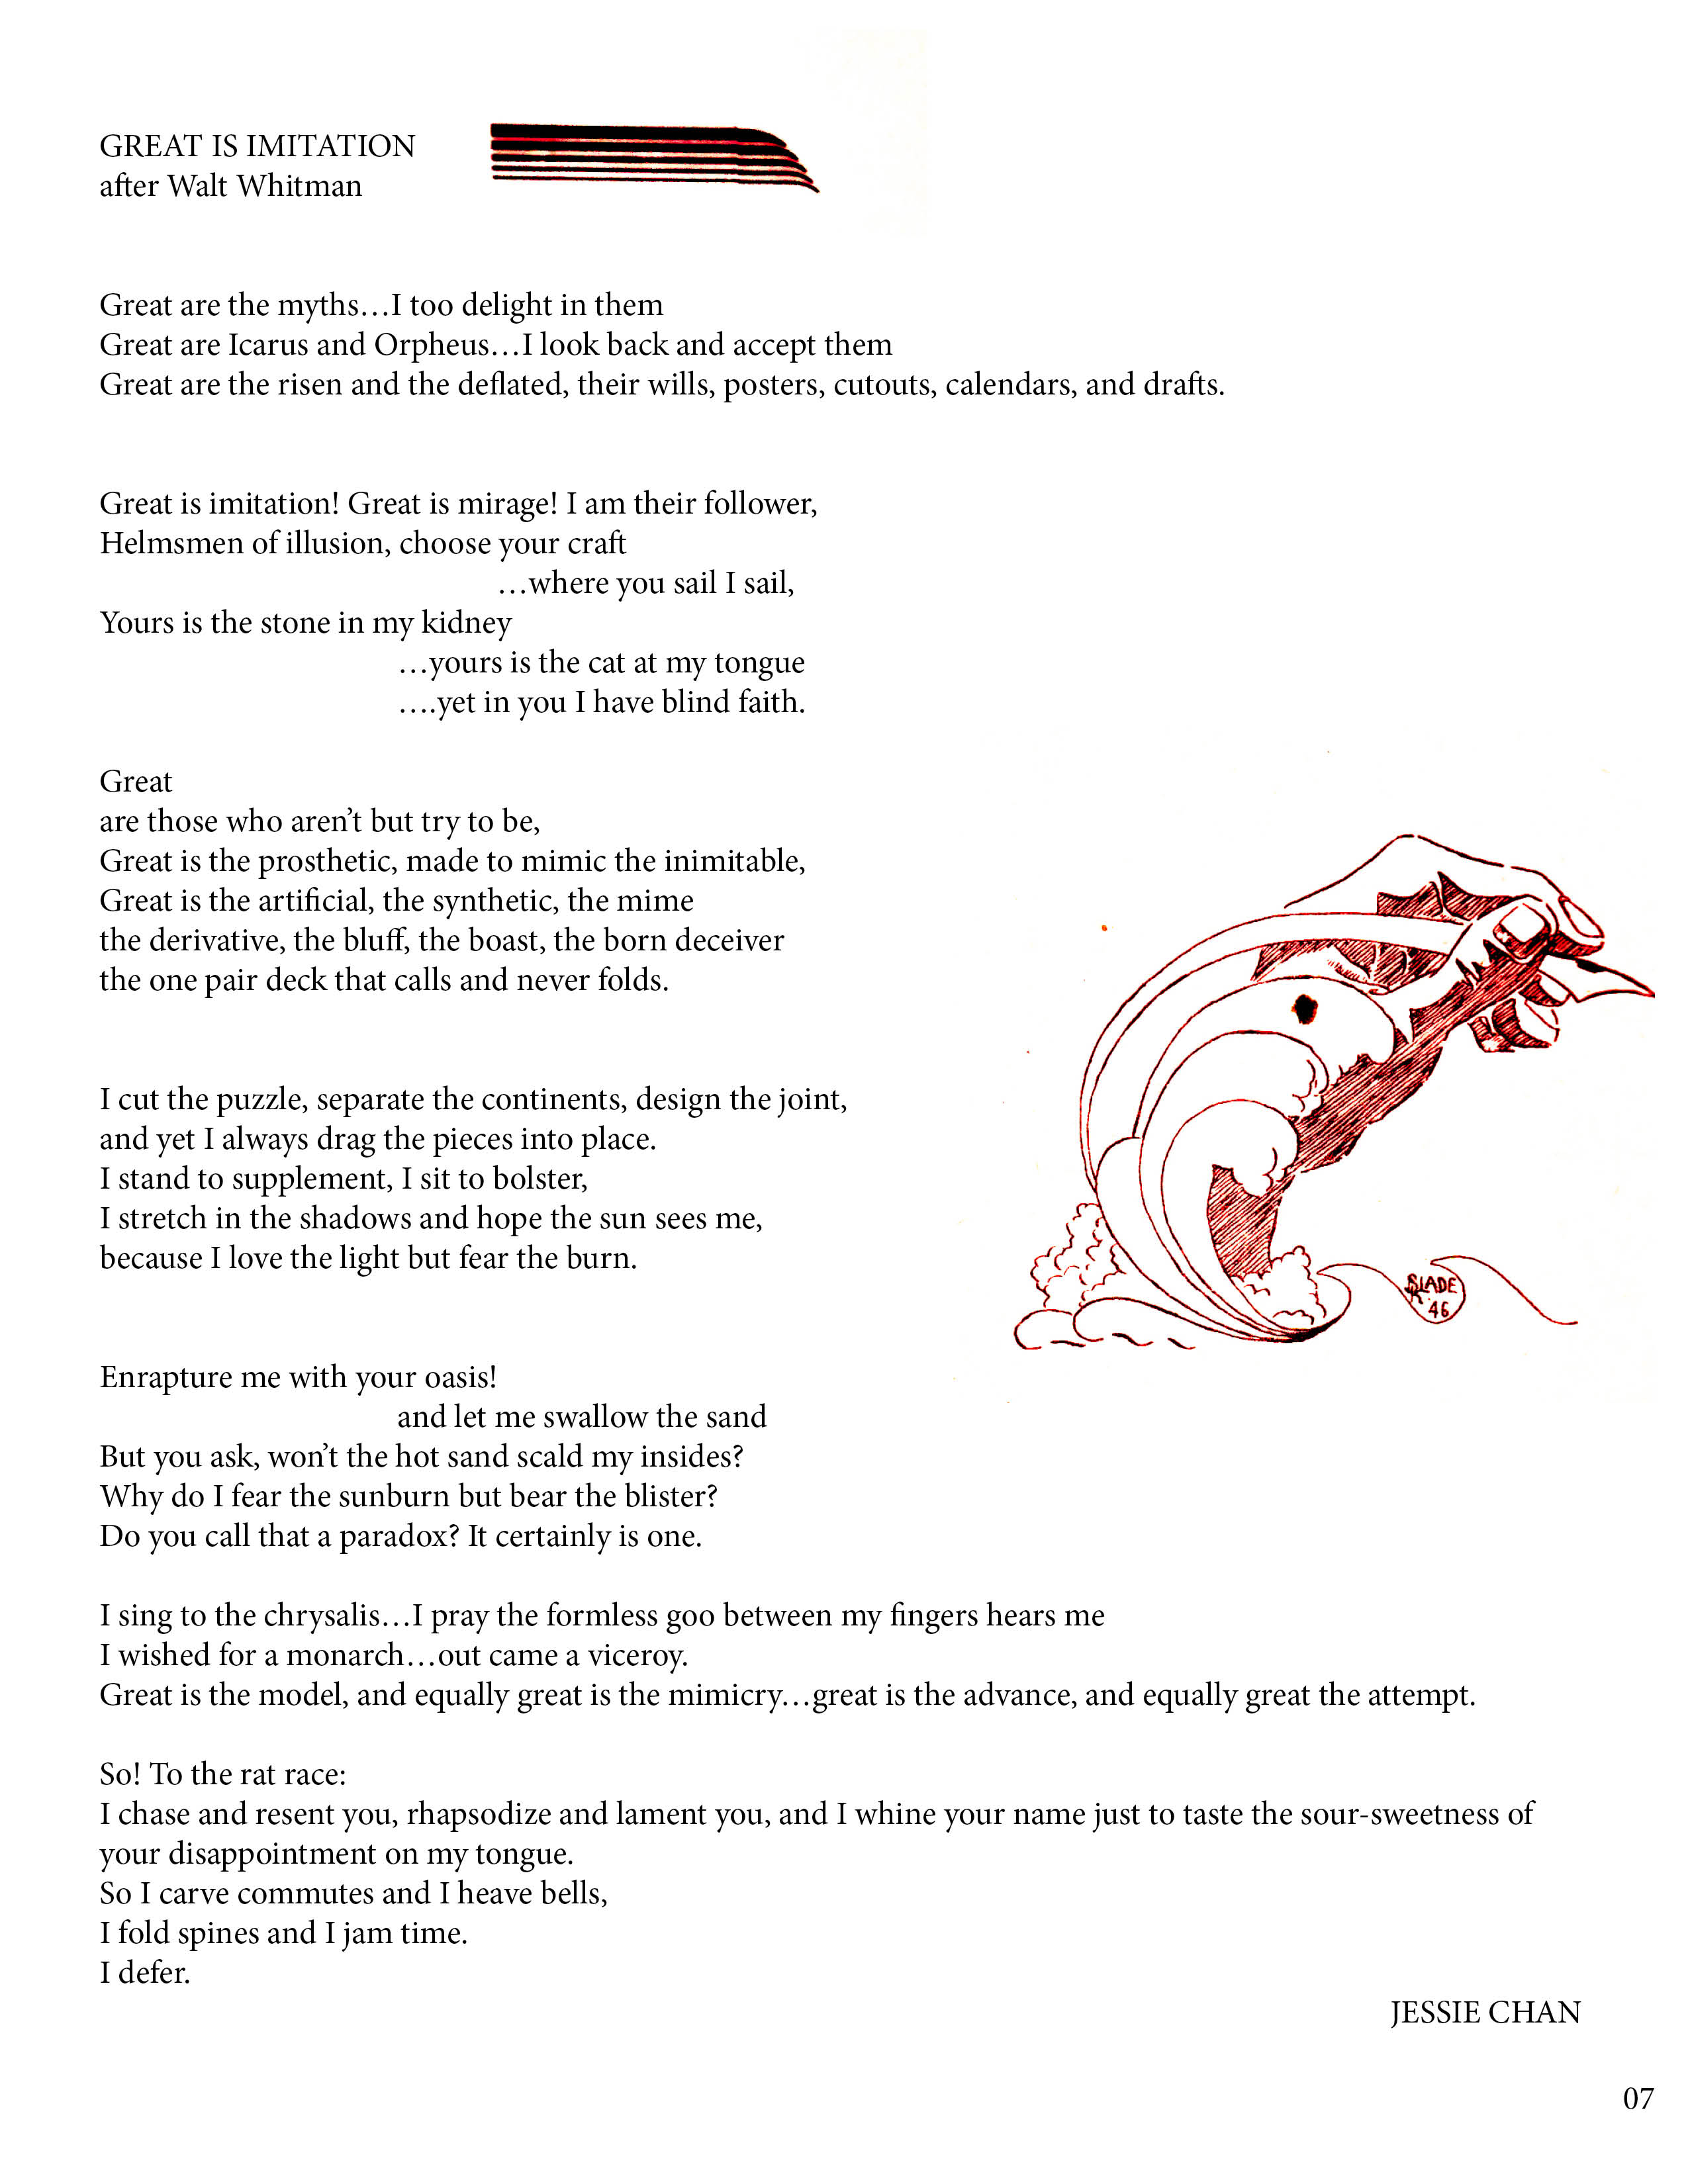 GREAT IS IMITATION
after Walt Whitman
Great are the myths…I too delight in them
Great are Icarus and Orpheus…I look back and accept them
Great are the risen and the deflated, their wills, posters, cutouts, calendars, and drafts.
Great is imitation! Great is mirage! I am their follower,
Helmsmen of illusion, choose your craft
…where you sail I sail,
Yours is the stone in my kidney
…yours is the cat at my tongue
….yet in you I have blind faith.
Great
are those who aren’t but try to be,
Great is the prosthetic, made to mimic the inimitable,
Great is the artificial, the synthetic, the mime
the derivative, the bluff, the boast, the born deceiver
the one pair deck that calls and never folds.
I cut the puzzle, separate the continents, design the joint,
and yet I always drag the pieces into place.
I stand to supplement, I sit to bolster,
I stretch in the shadows and hope the sun sees me,
because I love the light but fear the burn.
SLADE
46
Enrapture me with your oasis!
and let me swallow the sand
But you ask, won’t the hot sand scald my insides?
Why do I fear the sunburn but bear the blister?
Do you call that a paradox? It certainly is one.
I sing to the chrysalis…I pray the formless goo between my fingers hears me
I wished for a monarch…out came a viceroy.
Great is the model, and equally great is the mimicry…great is the advance, and equally great the attempt.
So! To the rat race:
I chase and resent you, rhapsodize and lament you, and I whine your name just to taste the sour-sweetness of
your disappointment on my tongue.
So I carve commutes and I heave bells,
I fold spines and I jam time.
I defer.
JESSIE CHAN
07